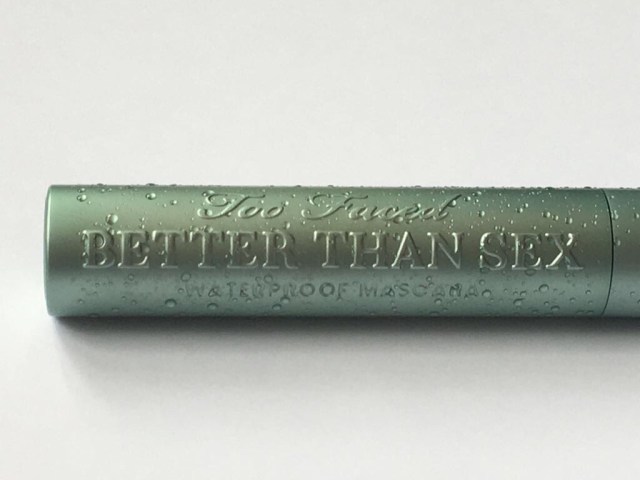 Too Faced
BETTER THAN SEX
WATERPROOF MASCARA